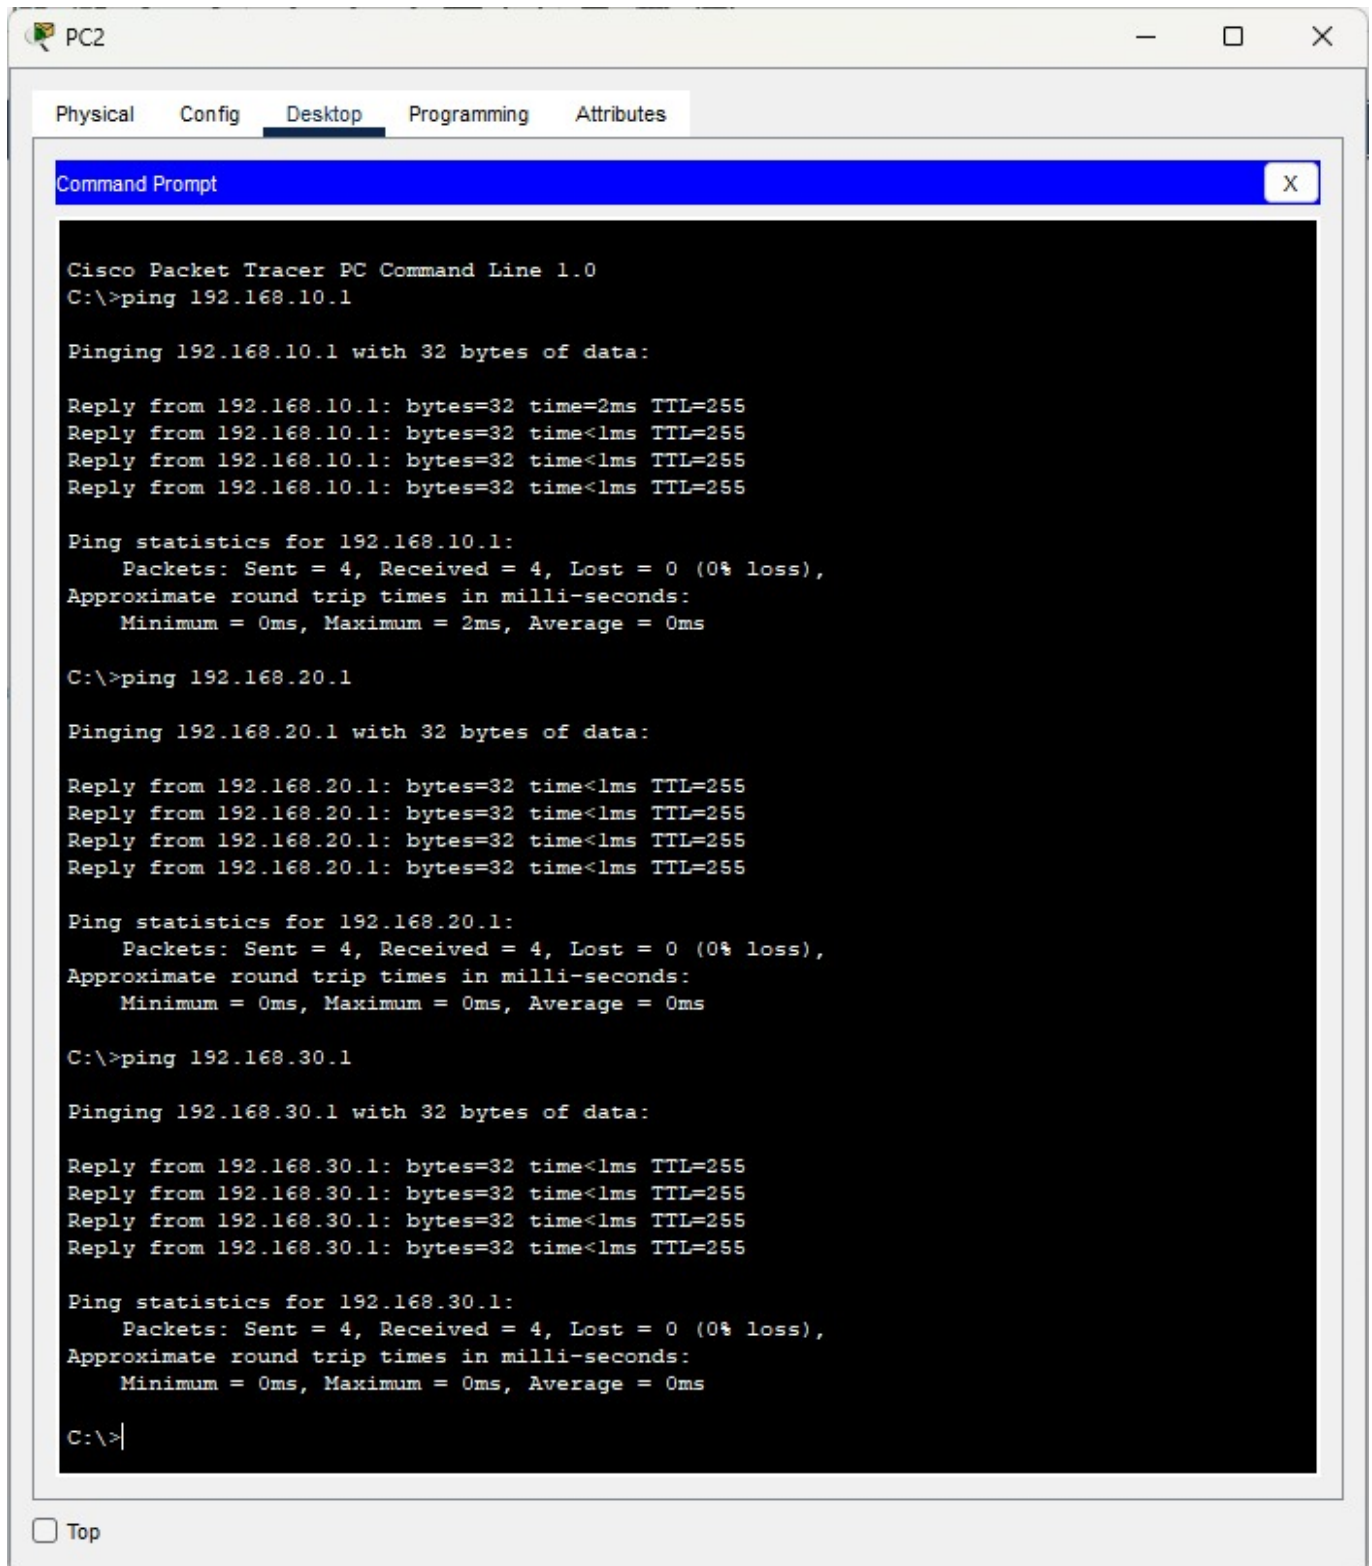 PC2
Physical Config Desktop Programming Attributes
Command Prompt X
Cisco Packet Tracer PC Command Line 1.0
C:\>ping 192.168.10.1
Pinging 192.168.10.1 with 32 bytes of data:
Reply from 192.168.10.1: bytes=32 time=2ms TTL=255
Reply from 192.168.10.1: bytes=32 time<1ms TTL=255
Reply from 192.168.10.1: bytes=32 time<1ms TTL=255
Reply from 192.168.10.1: bytes=32 time<1ms TTL=255
Ping statistics for 192.168.10.1:
Packets: Sent = 4, Received = 4, Lost = 0 (0% loss),
Approximate round trip times in milli-seconds:
Minimum = 0ms, Maximum = 2ms, Average = 0ms
C:\>ping 192.168.20.1
Pinging 192.168.20.1 with 32 bytes of data:
Reply from 192.168.20.1: bytes=32 time<1ms TTL=255
Reply from 192.168.20.1: bytes=32 time<1ms TTL=255
Reply from 192.168.20.1: bytes=32 time<1ms TTL=255
Reply from 192.168.20.1: bytes=32 time<1ms TTL=255
Ping statistics for 192.168.20.1:
Packets: Sent = 4, Received = 4, Lost = 0 (0% loss),
Approximate round trip times in milli-seconds:
Minimum = 0ms, Maximum = 0ms, Average = 0ms
C:\>ping 192.168.30.1
Pinging 192.168.30.1 with 32 bytes of data:
Reply from 192.168.30.1: bytes=32 time<1ms TTL=255
Reply from 192.168.30.1: bytes=32 time<1ms TTL=255
Reply from 192.168.30.1: bytes=32 time<1ms TTL=255
Reply from 192.168.30.1: bytes=32 time<1ms TTL=255
Ping statistics for 192.168.30.1:
Packets: Sent = 4, Received = 4, Lost = 0 (0% loss),
Approximate round trip times in milli-seconds:
Minimum = 0ms, Maximum = 0ms, Average = 0ms
C:\>
Top